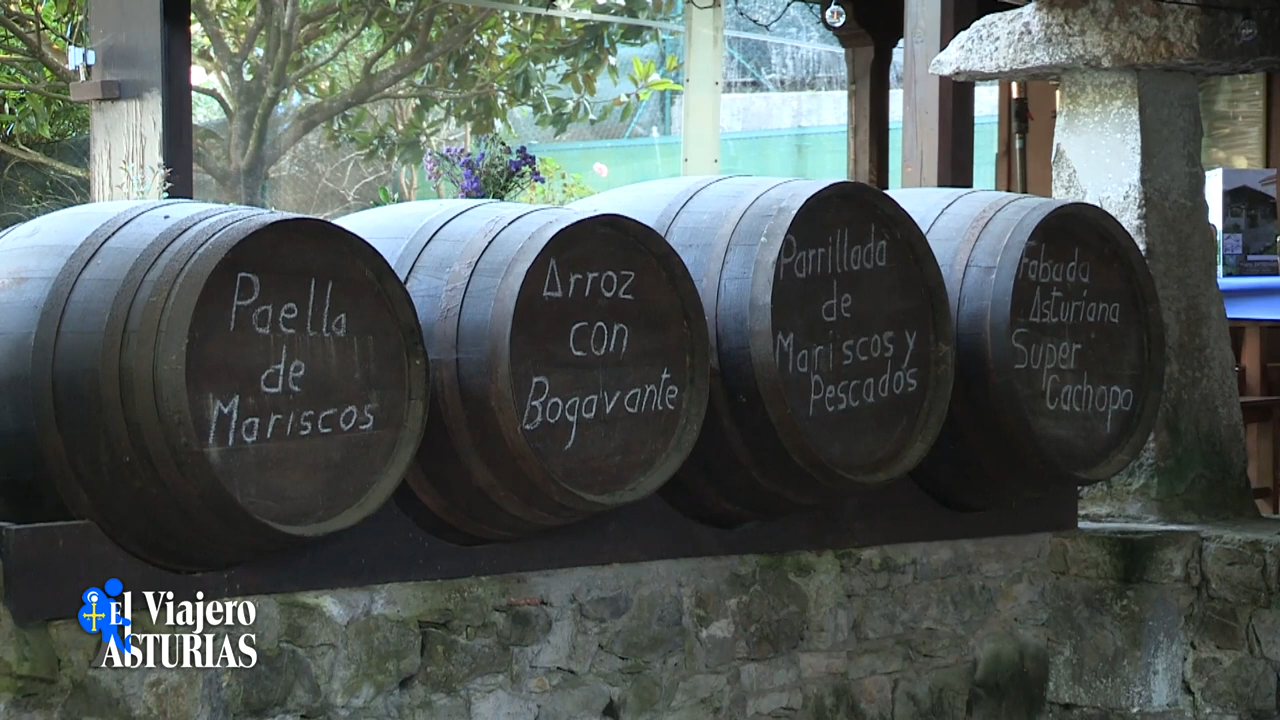 Paella
de
Mariscos
Arroz
con
Bogavante
Parrillada
de
Mariscos y
Pescados
Fabada
Asturiana
Super
Cachopo
El Viajero
ASTURIAS